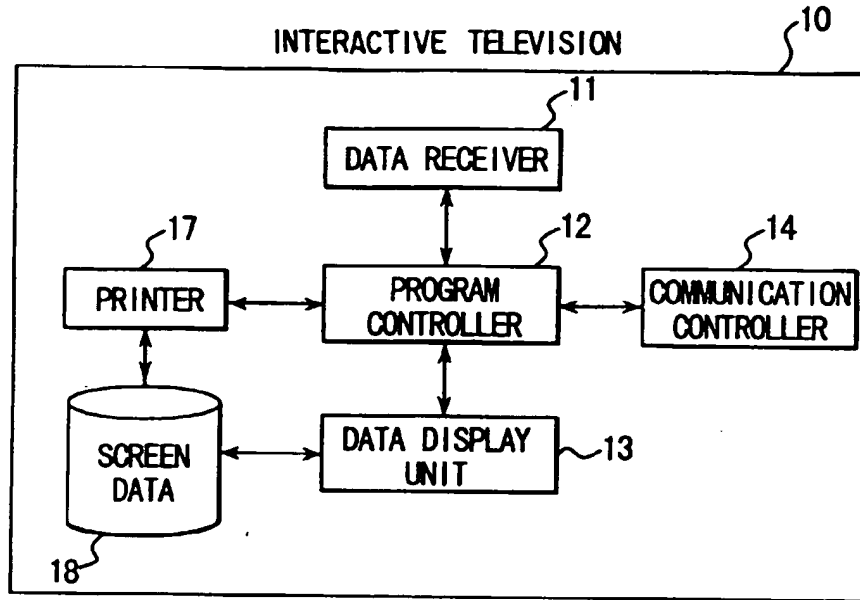 INTERACTIVE TELEVISION
10
11
DATA RECEIVER
17
12
14
PRINTER
PROGRAM
CONTROLLER
COMMUNICATION
CONTROLLER
SCREEN
DATA
DATA DISPLAY
UNIT
13
18